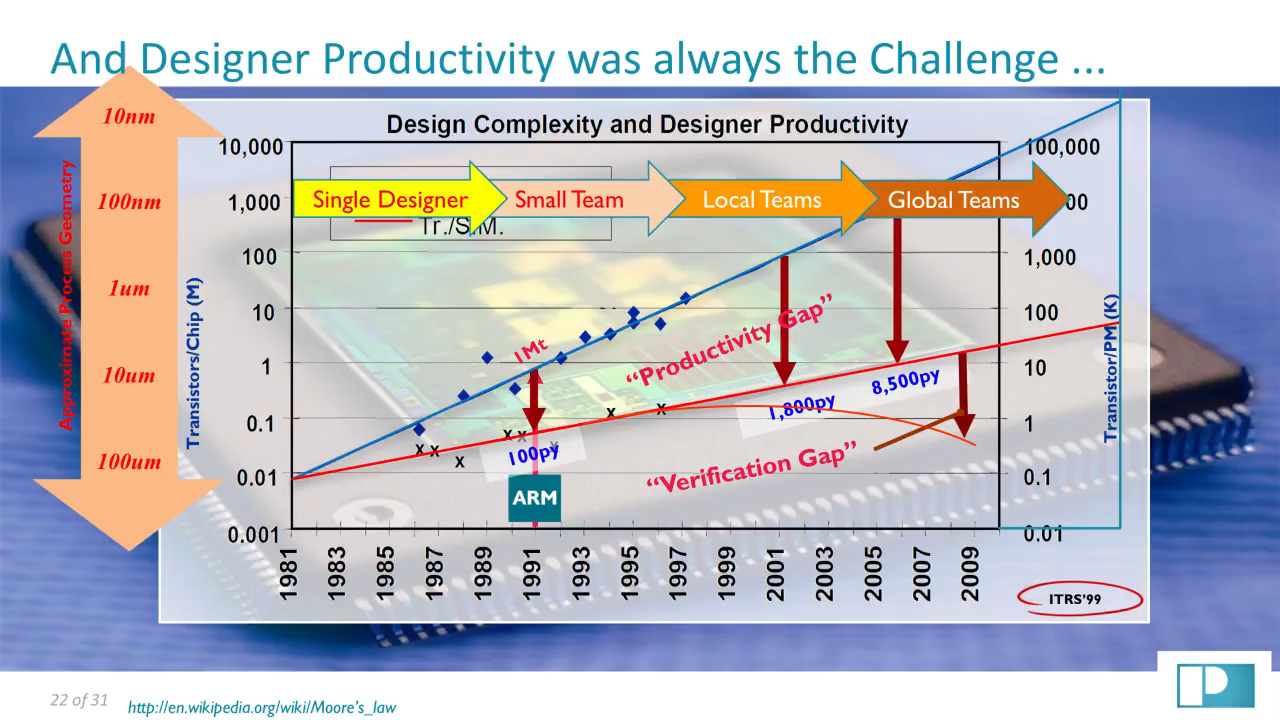 And Designer Productivity was always the Challenge ...
10nm
100nm
1um
10um
100um
Approximate Process Geometry
Design Complexity and Designer Productivity
Single Designer
Small Team
Local Teams
Global Teams
Tr./S.M.
Transistors/Chip (M)
10,000
1,000
100
10
1
0.1
0.01
0.001
100,000
00
1,000
100
10
1
0.1
0.01
Transistor/PM (K)
1Mt
"Productivity Gap"
100py
1,800py
8,500py
"Verification Gap"
ARM
1981
1983
1985
1987
1989
1991
1993
1995
1997
1999
2001
2003
2005
2007
2009
ITRS'99
22 of 31
http://en.wikipedia.org/wiki/Moore's_law